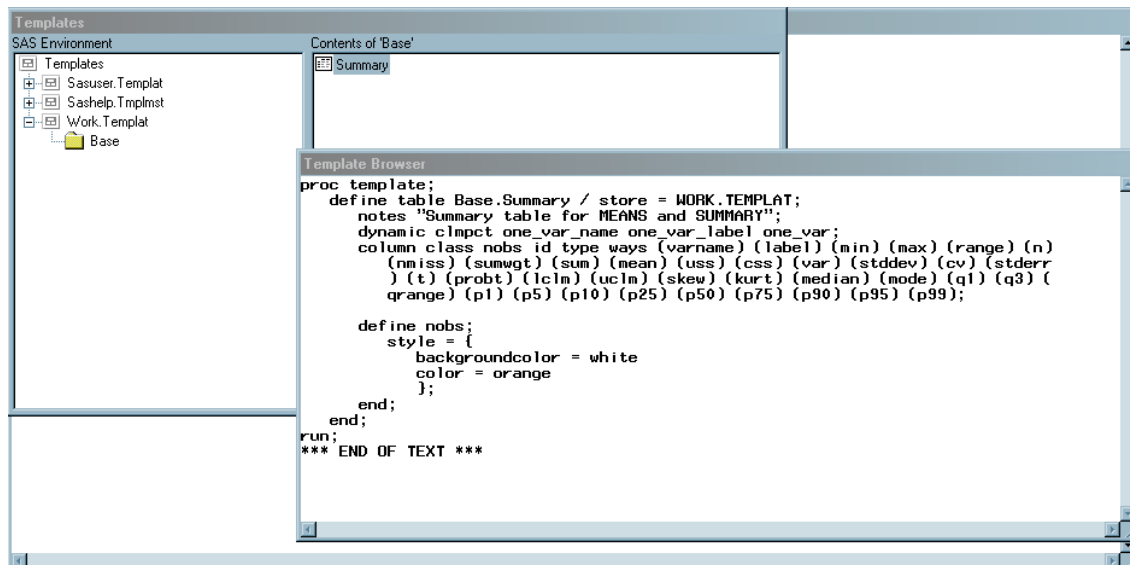 Templates
SAS Environment
Contents of 'Base'
Templates
Sasuser.Templat
Sashelp.Tmplmst
Work.Templat
Base
Summary
Template Browser
proc template;
   define table Base.Summary / store = WORK.TEMPLAT;
      notes "Summary table for MEANS and SUMMARY";
      dynamic clmpct one_var_name one_var_label one_var;
      column class nobs id type ways (varname) (label) (min) (max) (range) (n)
         (nmiss) (sumwgt) (sum) (mean) (uss) (css) (var) (stddev) (cv) (stderr
         ) (t) (probt) (lclm) (uclm) (skew) (kurt) (median) (mode) (q1) (q3) (
         qrange) (p1) (p5) (p10) (p25) (p50) (p75) (p90) (p95) (p99);
      define nobs;
         style = {
            backgroundcolor = white
            color = orange
            };
      end;
   end;
run;
*** END OF TEXT ***